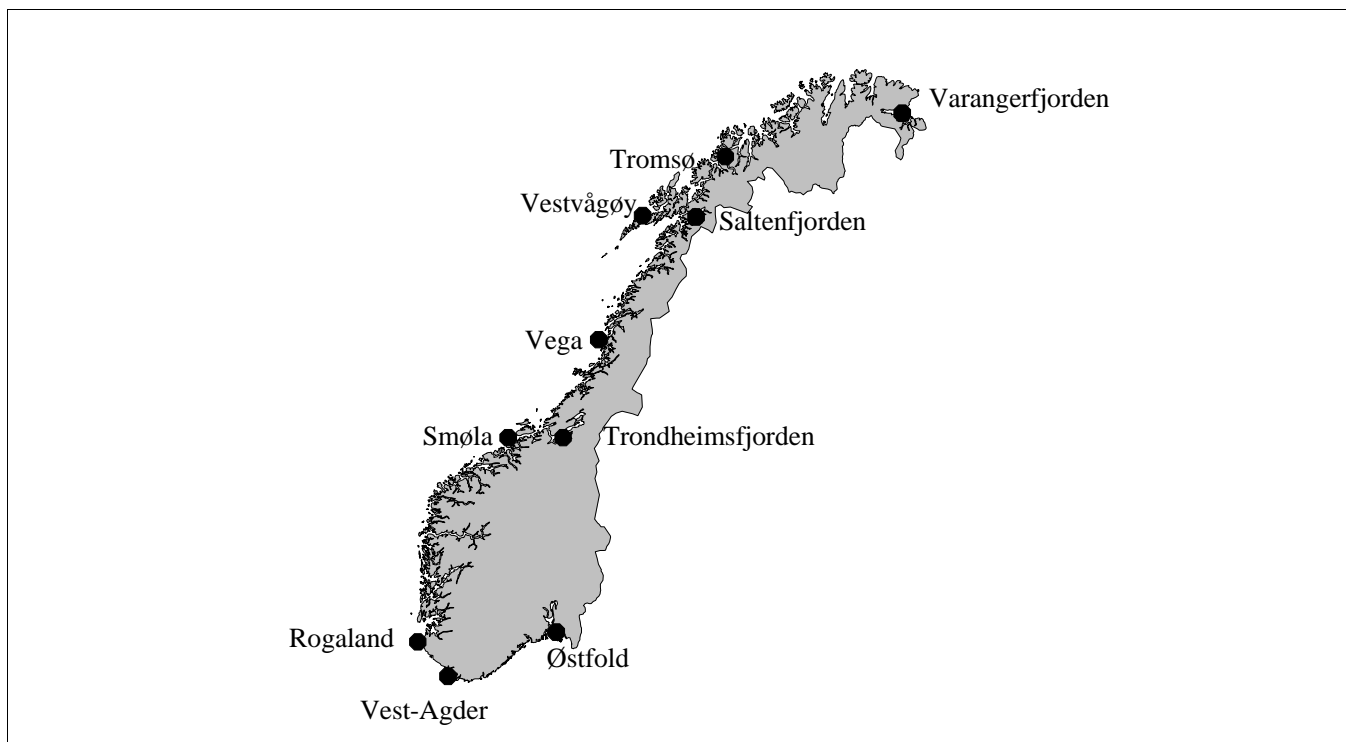 Varangerfjorden
Tromsø
Vestvågøy
Saltenfjorden
Vega
Smøla
Trondheimsfjorden
Rogaland
Østfold
Vest-Agder